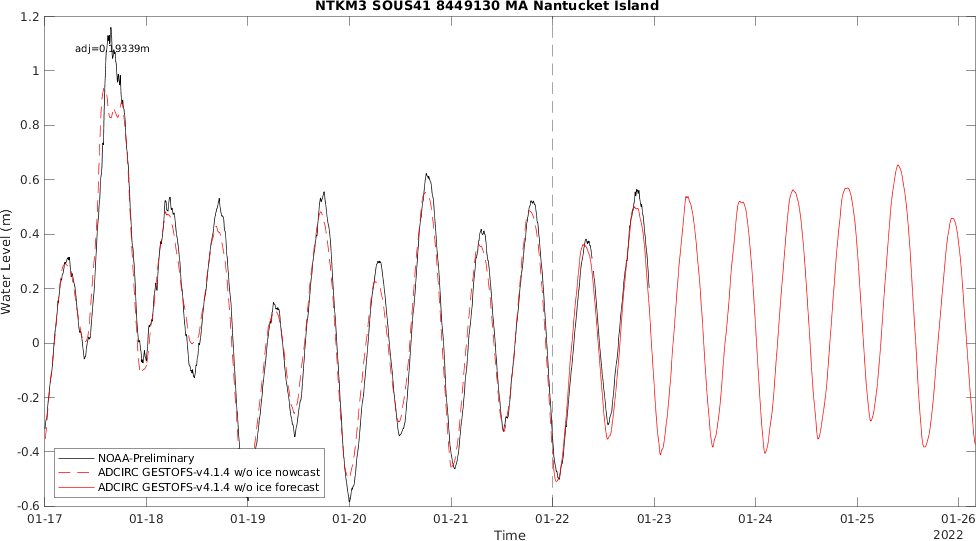 NTKM3 SOUS41 8449130 MA Nantucket Island
1.2
1
0.8
0.6
0.4
0.2
0
-0.2
-0.4
-0.6
Water Level (m)
adj=0.19339m
NOAA-Preliminary
ADCIRC GESTOFS-v4.1.4 w/o ice nowcast
ADCIRC GESTOFS-v4.1.4 w/o ice forecast
01-17 01-18 01-19 01-20 01-21 01-22 01-23 01-24 01-25 01-26
Time
2022